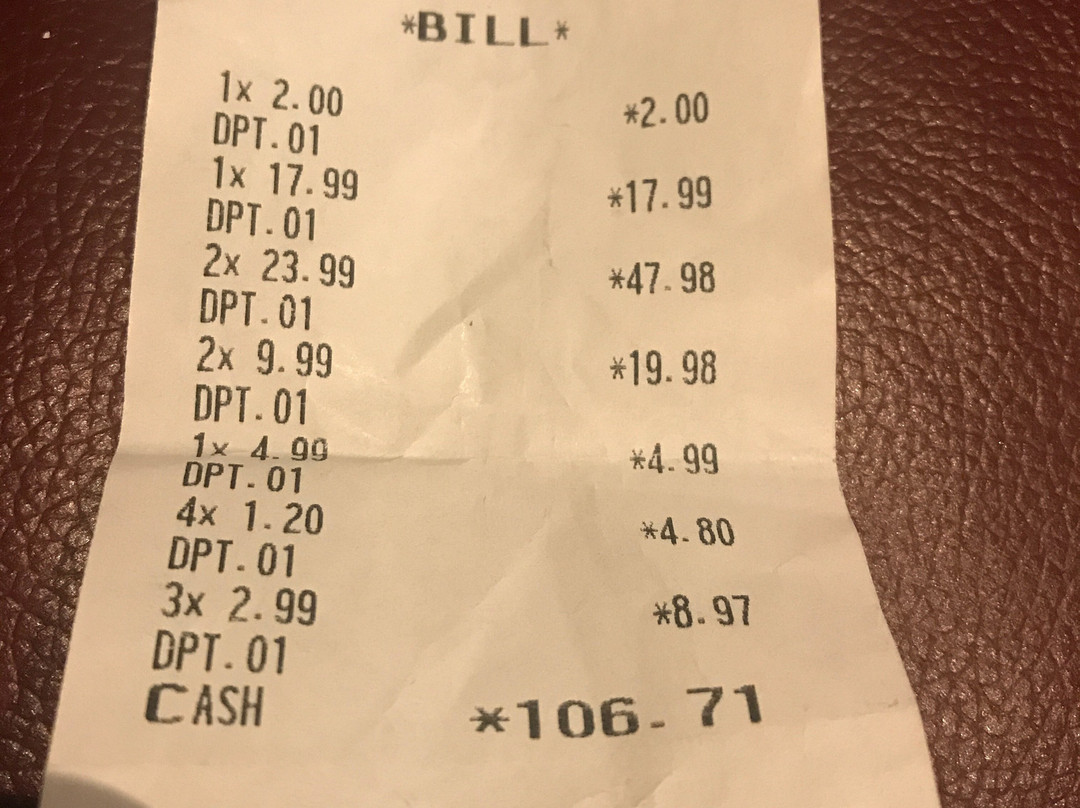 *BILL*
1x 2.00 *2.00
DPT.01
1x 17.99 *17.99
DPT.01
2x 23.99 *47.98
DPT.01
2x 9.99 *19.98
DPT.01
1x 4.99 *4.99
DPT.01
4x 1.20 *4.80
DPT.01
3x 2.99 *8.97
DPT.01
CASH *106.71